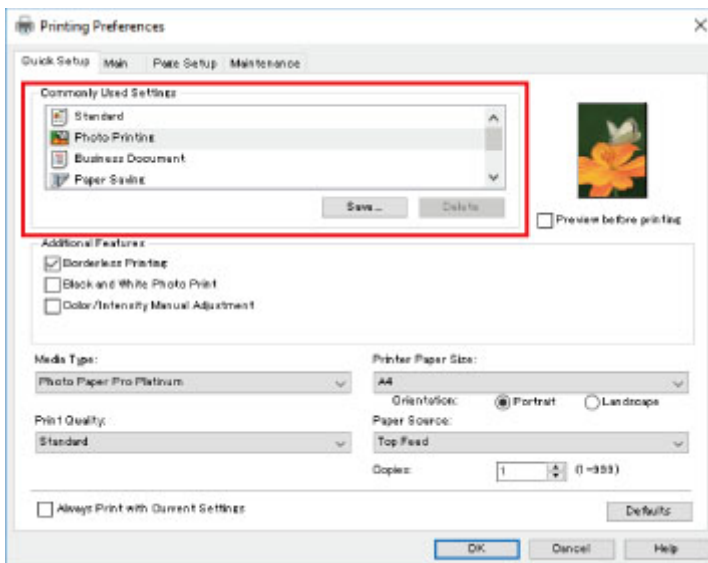 Printing Preferences
Quick Setup Main Page Setup Maintenance
Commonly Used Settings
Standard
Photo Printing
Business Document
Paper Saving
Save... Delete
Preview before printing
Additional Features
Borderless Printing
Black and White Photo Print
Color/Intensity Manual Adjustment
Media Type: Printer Paper Size:
Photo Paper Pro Platinum A4
Orientation: Portrait Landscape
Print Quality: Paper Source:
Standard Top Feed
Copies: 1 (1-999)
Always Print with Current Settings Defaults
OK Cancel Help